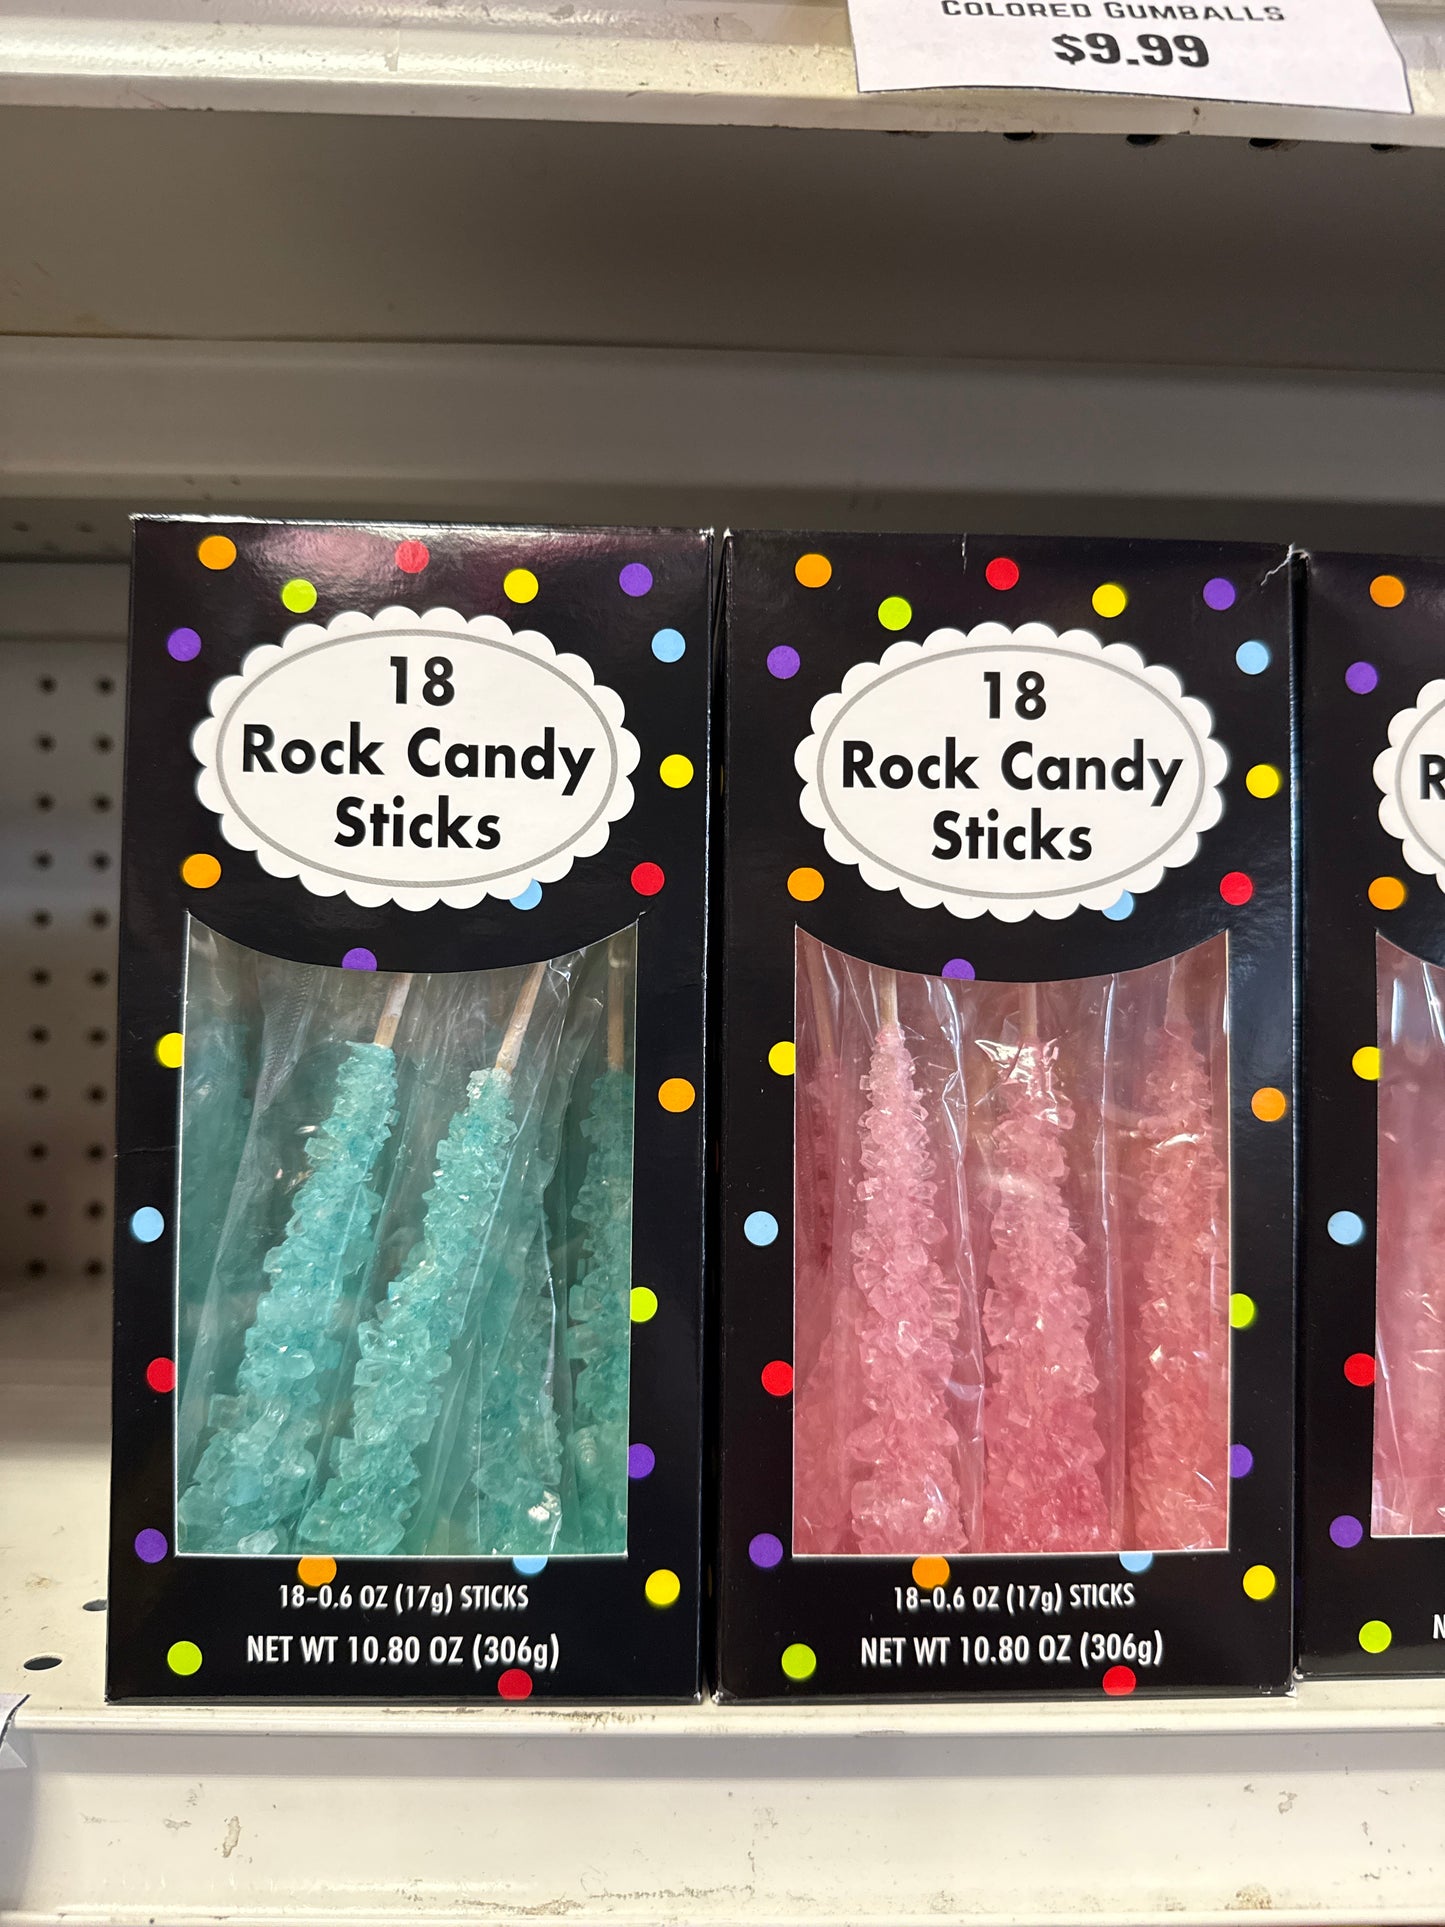 COLORED GUMBALLS
$9.99
18
Rock Candy
Sticks
18-0.6 OZ (17g) STICKS
NET WT 10.80 OZ (306g)
18
Rock Candy
Sticks
18-0.6 OZ (17g) STICKS
NET WT 10.80 OZ (306g)
R
N